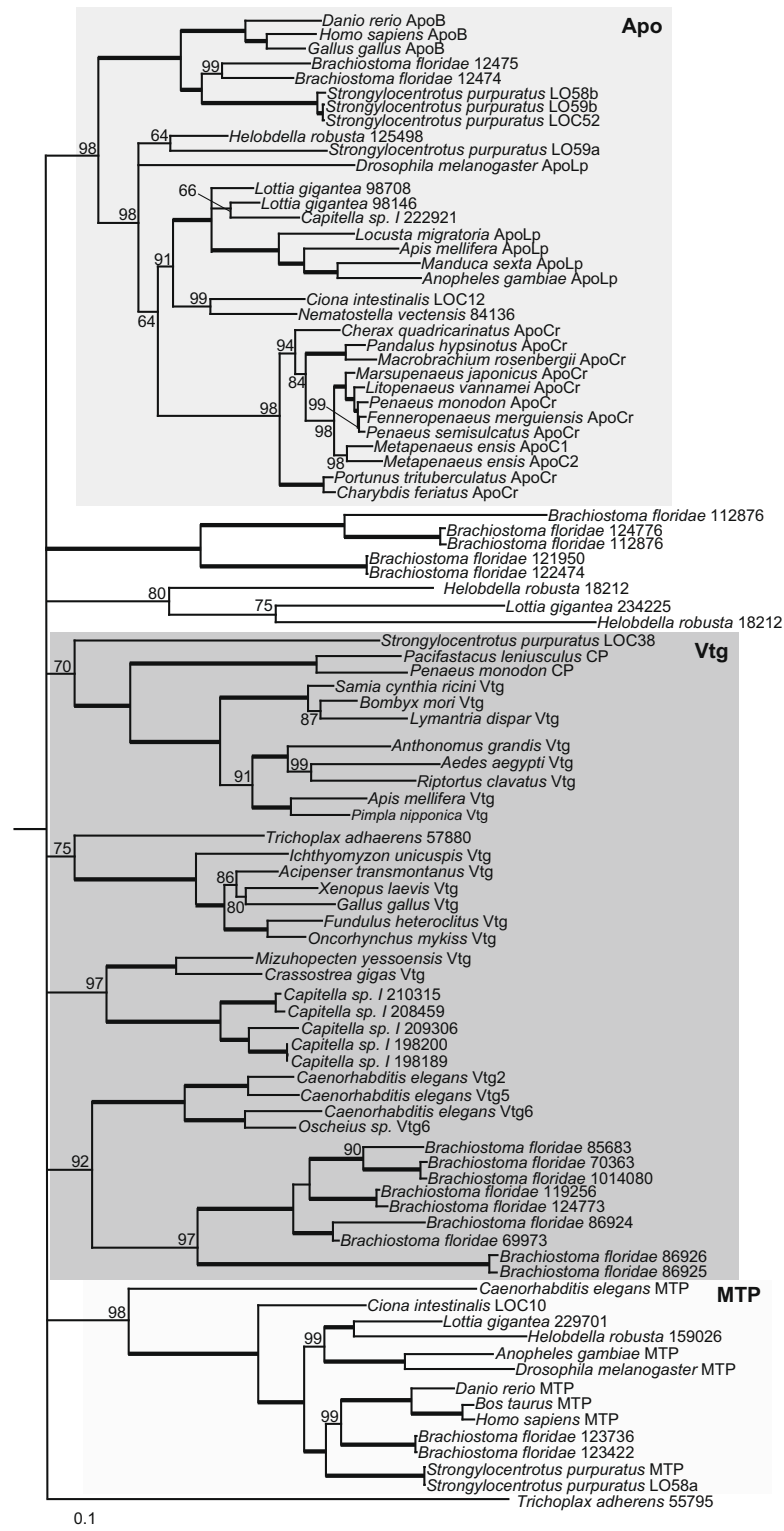 Apo
Danio rerio ApoB
Homo sapiens ApoB
Gallus gallus ApoB
99
Brachiostoma floridae 12475
Brachiostoma floridae 12474
Strongylocentrotus purpuratus LO58b
Strongylocentrotus purpuratus LO59b
Strongylocentrotus purpuratus LOC52
98
64
Helobdella robusta 125498
Strongylocentrotus purpuratus LO59a
Drosophila melanogaster ApoLp
98
66
Lottia gigantea 98708
Lottia gigantea 98146
Capitella sp. I 222921
Locusta migratoria ApoLp
Apis mellifera ApoLp
91
Manduca sexta ApoLp
Anopheles gambiae ApoLp
99
Ciona intestinalis LOC12
Nematostella vectensis 84136
64
Cherax quadricarinatus ApoCr
94
Pandalus hypsinotus ApoCr
Macrobrachium rosenbergii ApoCr
84
Marsupenaeus japonicus ApoCr
Litopenaeus vannamei ApoCr
98
99
Penaeus monodon ApoCr
Fenneropenaeus merguiensis ApoCr
98
Penaeus semisulcatus ApoCr
Metapenaeus ensis ApoC1
98
Metapenaeus ensis ApoC2
Portunus trituberculatus ApoCr
Charybdis feriatus ApoCr
Brachiostoma floridae 112876
Brachiostoma floridae 124776
Brachiostoma floridae 112876
Brachiostoma floridae 121950
Brachiostoma floridae 122474
80
Helobdella robusta 18212
75
Lottia gigantea 234225
Helobdella robusta 18212
Vtg
Strongylocentrotus purpuratus LOC38
70
Pacifastacus leniusculus CP
Penaeus monodon CP
Samia cynthia ricini Vtg
Bombyx mori Vtg
87
Lymantria dispar Vtg
Anthonomus grandis Vtg
99
Aedes aegypti Vtg
91
Riptortus clavatus Vtg
Apis mellifera Vtg
Pimpla nipponica Vtg
75
Trichoplax adhaerens 57880
Ichthyomyzon unicuspis Vtg
86
Acipenser transmontanus Vtg
Xenopus laevis Vtg
80
Gallus gallus Vtg
Fundulus heteroclitus Vtg
Oncorhynchus mykiss Vtg
Mizuhopecten yessoensis Vtg
97
Crassostrea gigas Vtg
Capitella sp. I 210315
Capitella sp. I 208459
Capitella sp. I 209306
Capitella sp. I 198200
Capitella sp. I 198189
Caenorhabditis elegans Vtg2
Caenorhabditis elegans Vtg5
Caenorhabditis elegans Vtg6
Oscheius sp. Vtg6
92
90
Brachiostoma floridae 85683
Brachiostoma floridae 70363
Brachiostoma floridae 1014080
Brachiostoma floridae 119256
Brachiostoma floridae 124773
Brachiostoma floridae 86924
97
Brachiostoma floridae 69973
Brachiostoma floridae 86926
Brachiostoma floridae 86925
MTP
Caenorhabditis elegans MTP
98
Ciona intestinalis LOC10
Lottia gigantea 229701
99
Helobdella robusta 159026
Anopheles gambiae MTP
Drosophila melanogaster MTP
Danio rerio MTP
Bos taurus MTP
99
Homo sapiens MTP
Brachiostoma floridae 123736
Brachiostoma floridae 123422
Strongylocentrotus purpuratus MTP
Strongylocentrotus purpuratus LO58a
Trichoplax adherens 55795
0.1